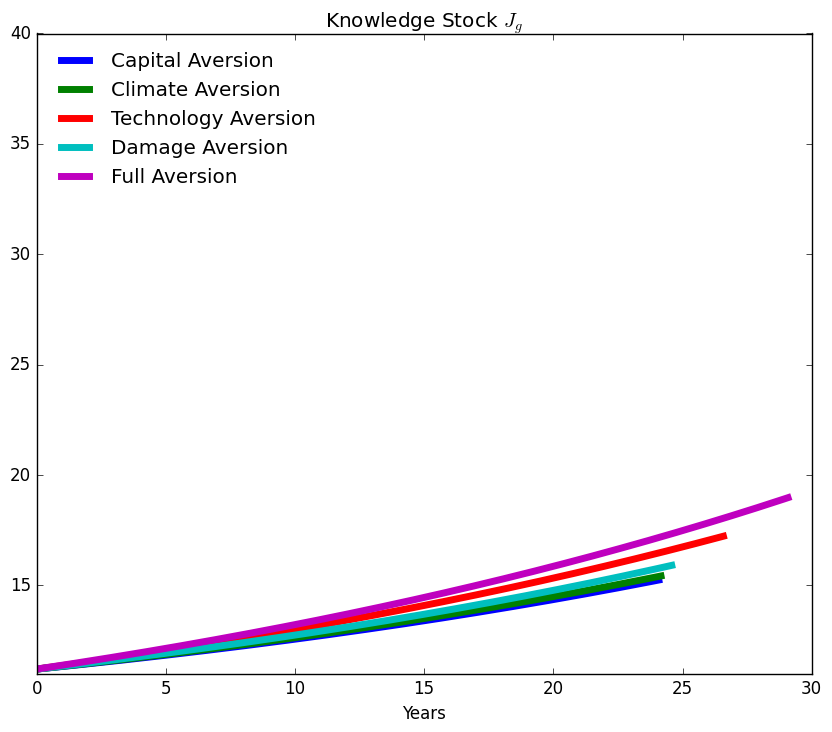 Knowledge Stock J_g
40
35
30
25
20
15
Capital Aversion
Climate Aversion
Technology Aversion
Damage Aversion
Full Aversion
0 5 10 15 20 25 30
Years